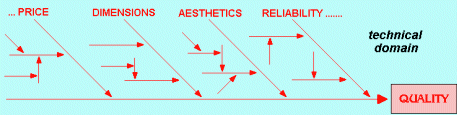 ... PRICE DIMENSIONS AESTHETICS RELIABILITY .......
technical
domain
QUALITY